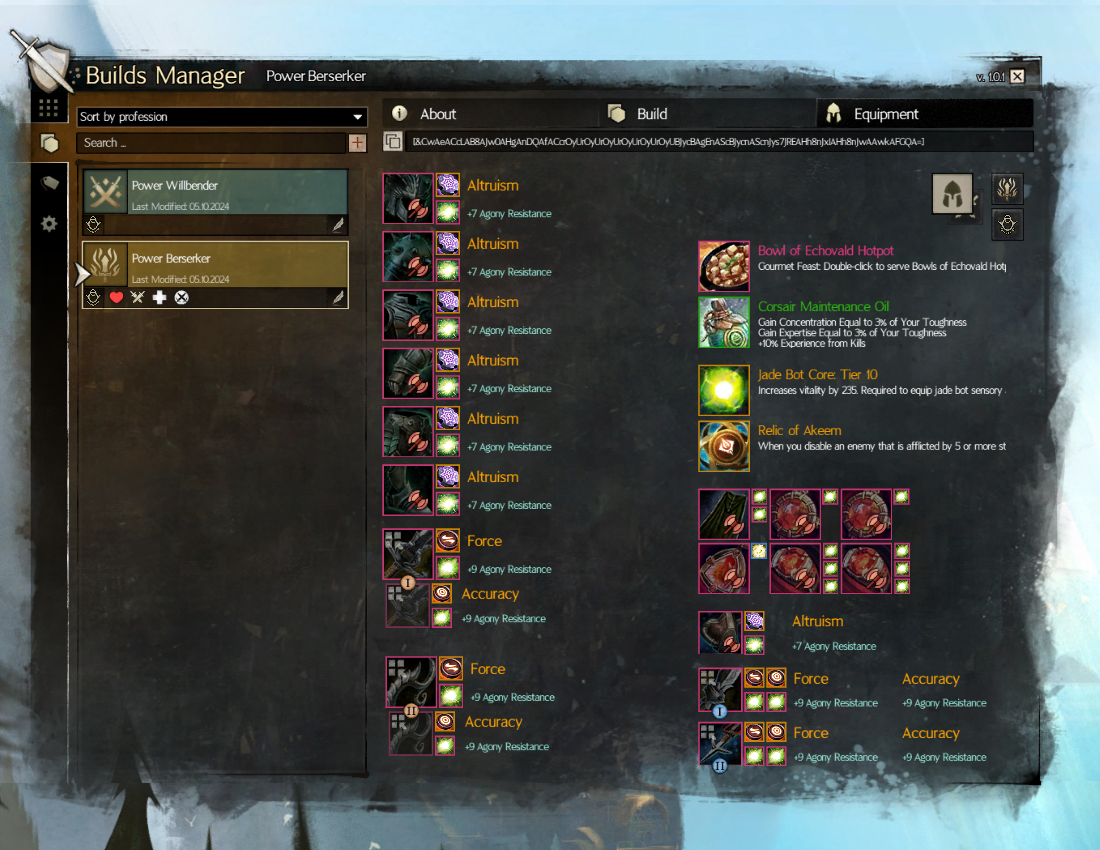 Builds Manager
Power Berserker
v. 1.0.1
Sort by profession
About
Build
Equipment
Search ...
Power Willbender
Last Modified: 05.10.2024
Power Berserker
Last Modified: 05.10.2024
Altruism
+7 Agony Resistance
Altruism
+7 Agony Resistance
Altruism
+7 Agony Resistance
Altruism
+7 Agony Resistance
Altruism
+7 Agony Resistance
Altruism
+7 Agony Resistance
Force
+9 Agony Resistance
I
Accuracy
+9 Agony Resistance
Force
+9 Agony Resistance
II
Accuracy
+9 Agony Resistance
Bowl of Echovald Hotpot
Gourmet Feast: Double-click to serve Bowls of Echovald Hotp
Corsair Maintenance Oil
Gain Concentration Equal to 3% of Your Toughness
Gain Expertise Equal to 3% of Your Toughness
+10% Experience from Kills
Jade Bot Core: Tier 10
Increases vitality by 235. Required to equip jade bot sensory
Relic of Akeem
When you disable an enemy that is afflicted by 5 or more st
Altruism
+7 Agony Resistance
Force Accuracy
+9 Agony Resistance +9 Agony Resistance
I
Force Accuracy
+9 Agony Resistance +9 Agony Resistance
II